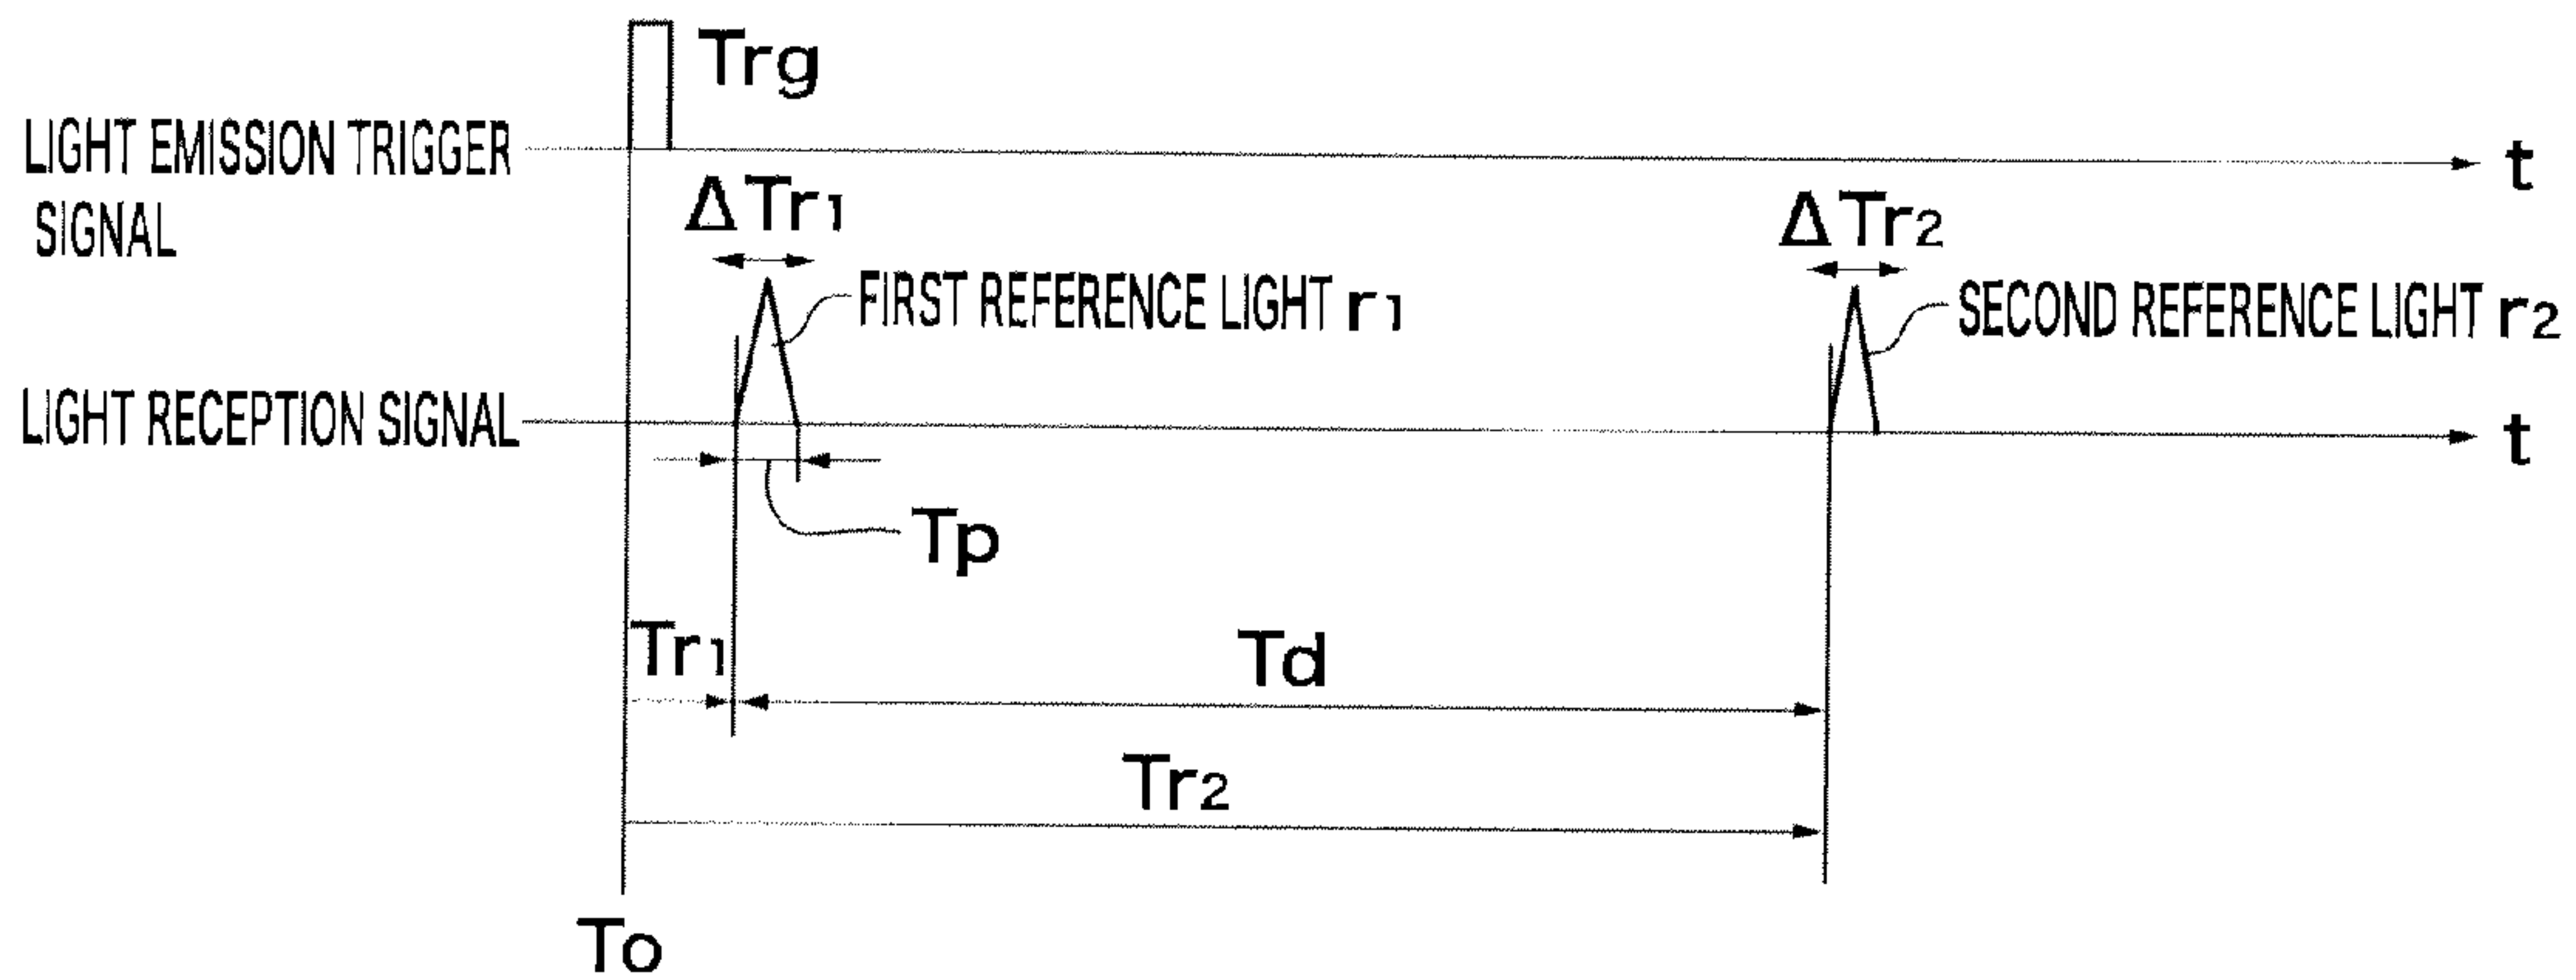 Trg
LIGHT EMISSION TRIGGER
SIGNAL
t
ΔTr1
ΔTr2
FIRST REFERENCE LIGHT r1
SECOND REFERENCE LIGHT r2
LIGHT RECEPTION SIGNAL
t
Tp
Tr1
Td
Tr2
To